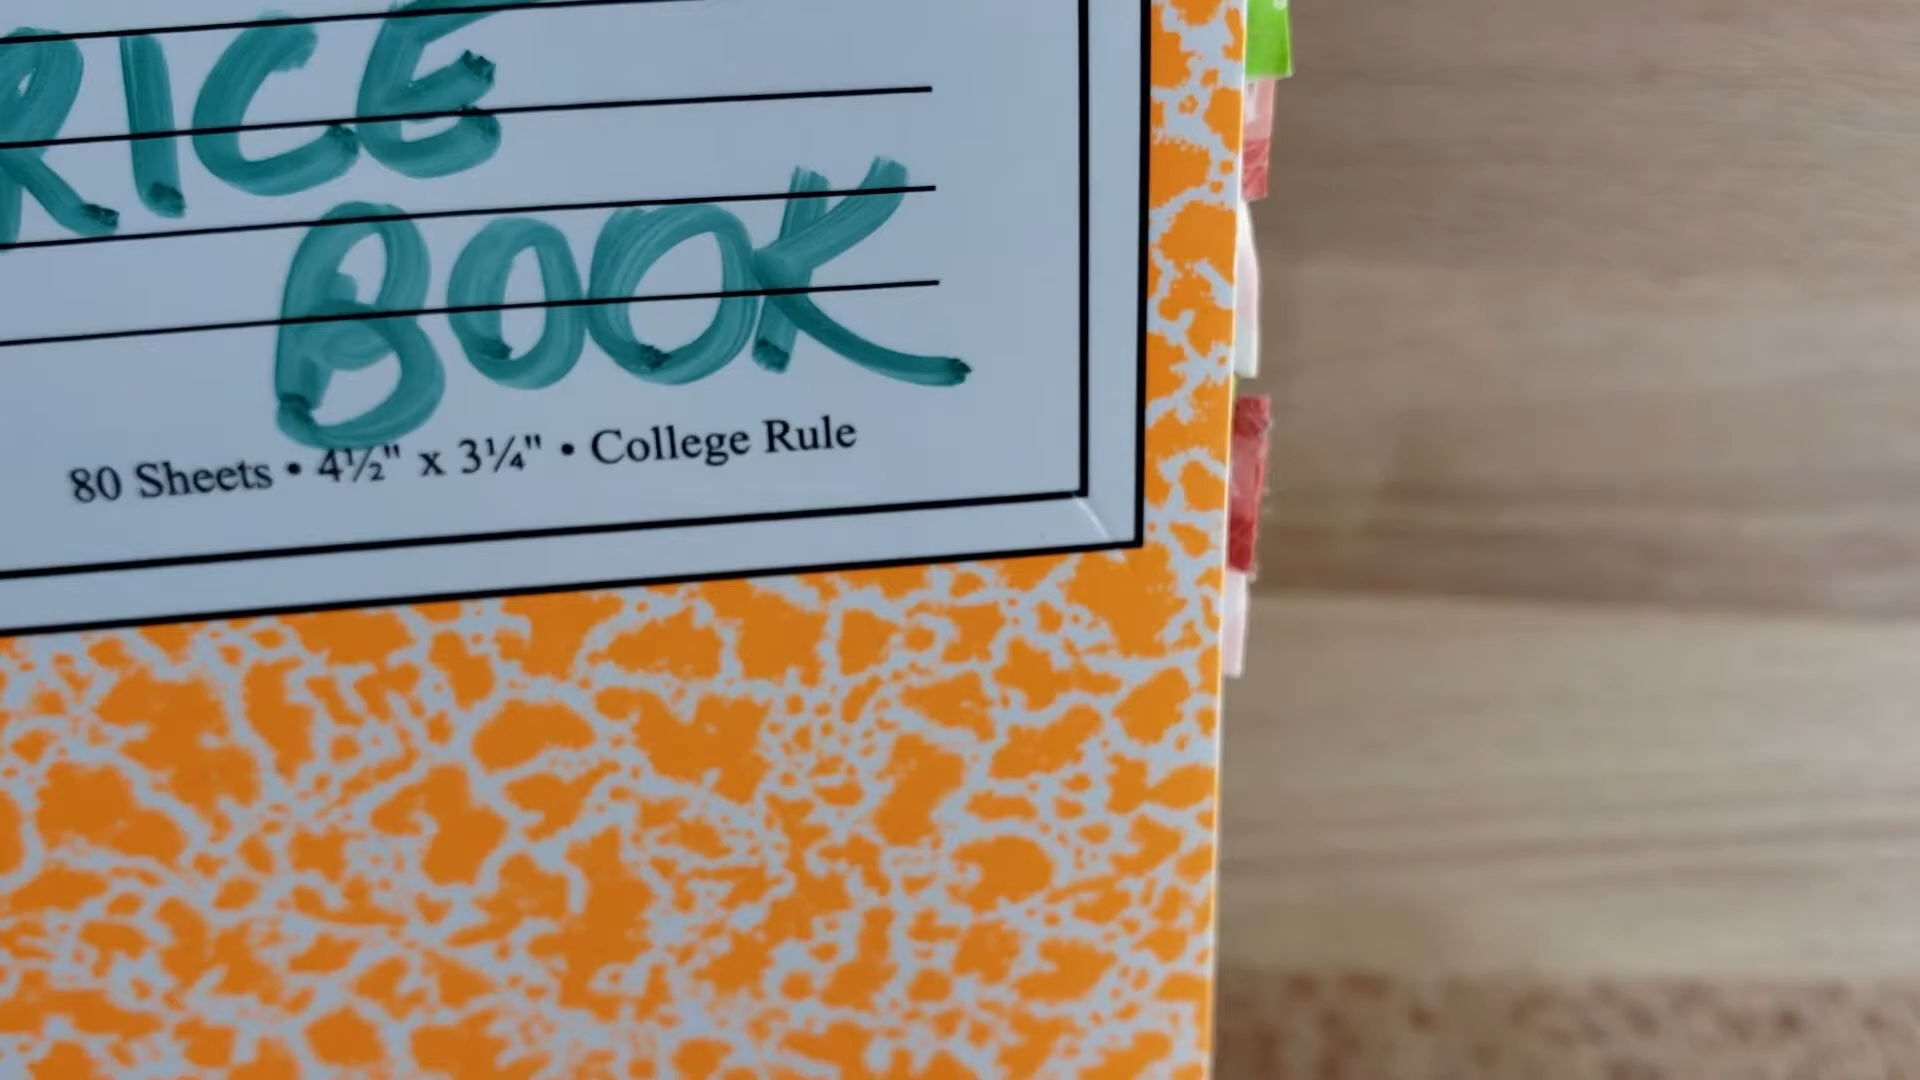 RICE
BOOK
80 Sheets • 4½" x 3¼" • College Rule